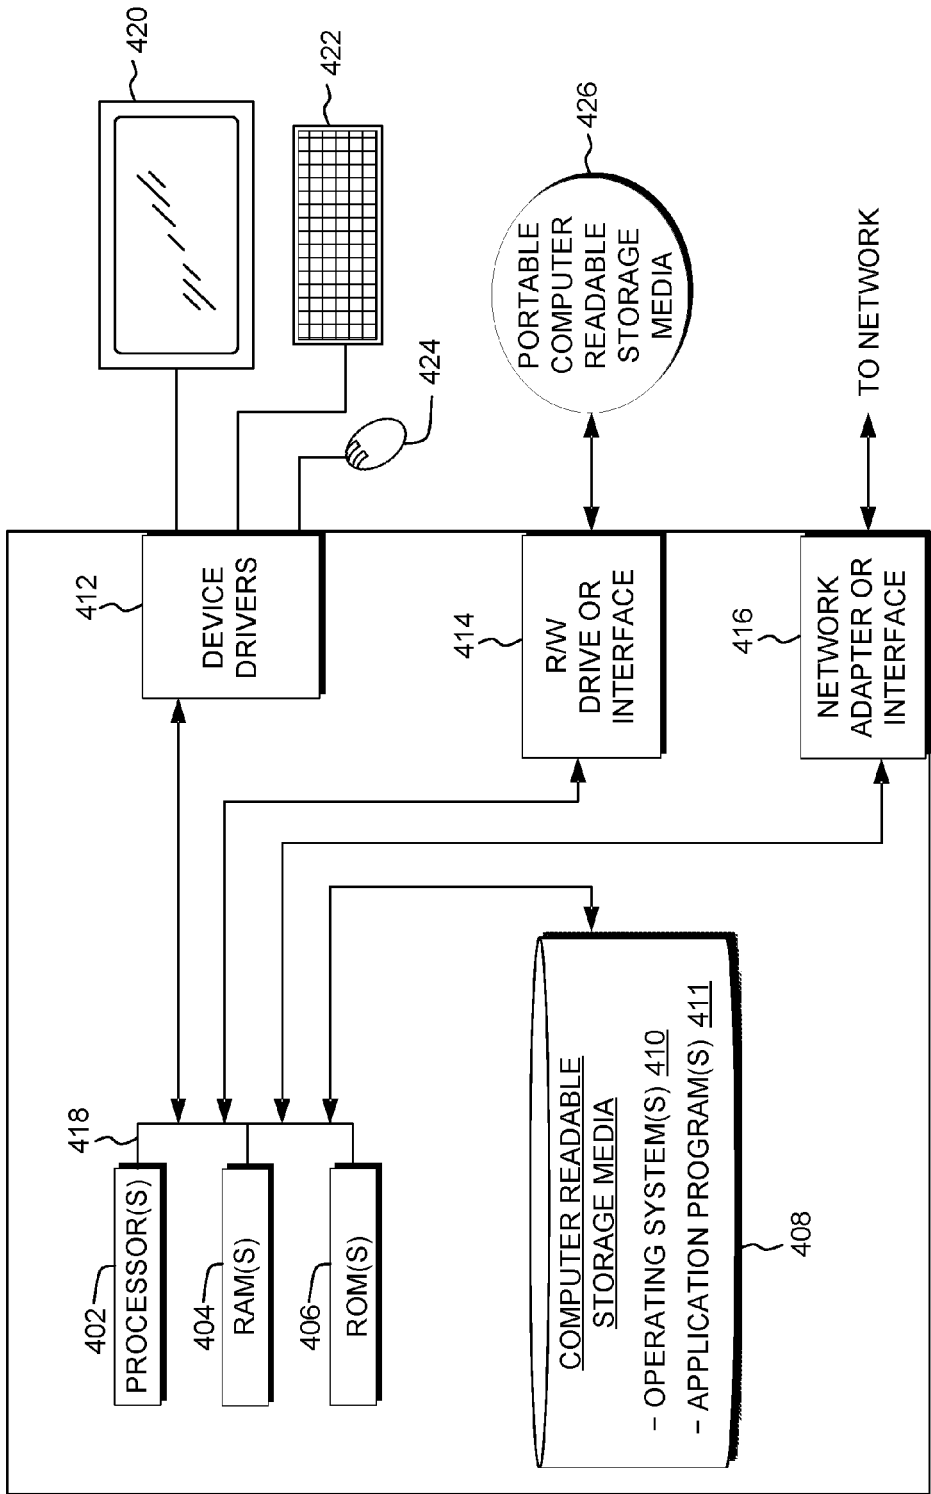 402
PROCESSOR(S)
418
404
RAM(S)
406
ROM(S)
COMPUTER READABLE
STORAGE MEDIA
- OPERATING SYSTEM(S) 410
- APPLICATION PROGRAM(S) 411
408
412
DEVICE
DRIVERS
414
R/W
DRIVE OR
INTERFACE
416
NETWORK
ADAPTER OR
INTERFACE
420
422
424
426
PORTABLE
COMPUTER
READABLE
STORAGE
MEDIA
TO NETWORK